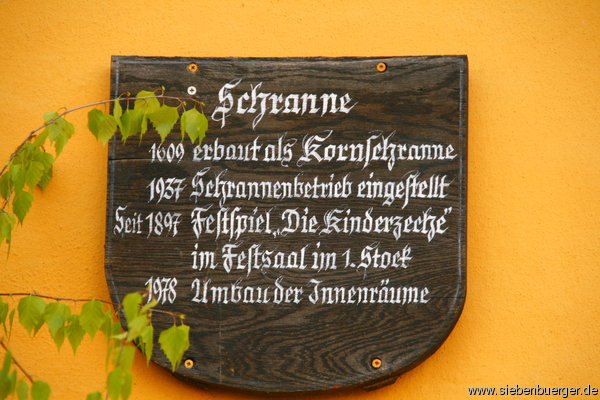 Schranne
1609 erbaut als Kornschranne
1937 Schrannenbetrieb eingestellt
Seit 1897 Festspiel „Die Kinderzeche“
im Festsaal im 1. Stock
1978 Umbau der Innenräume
www.siebenbuerger.de